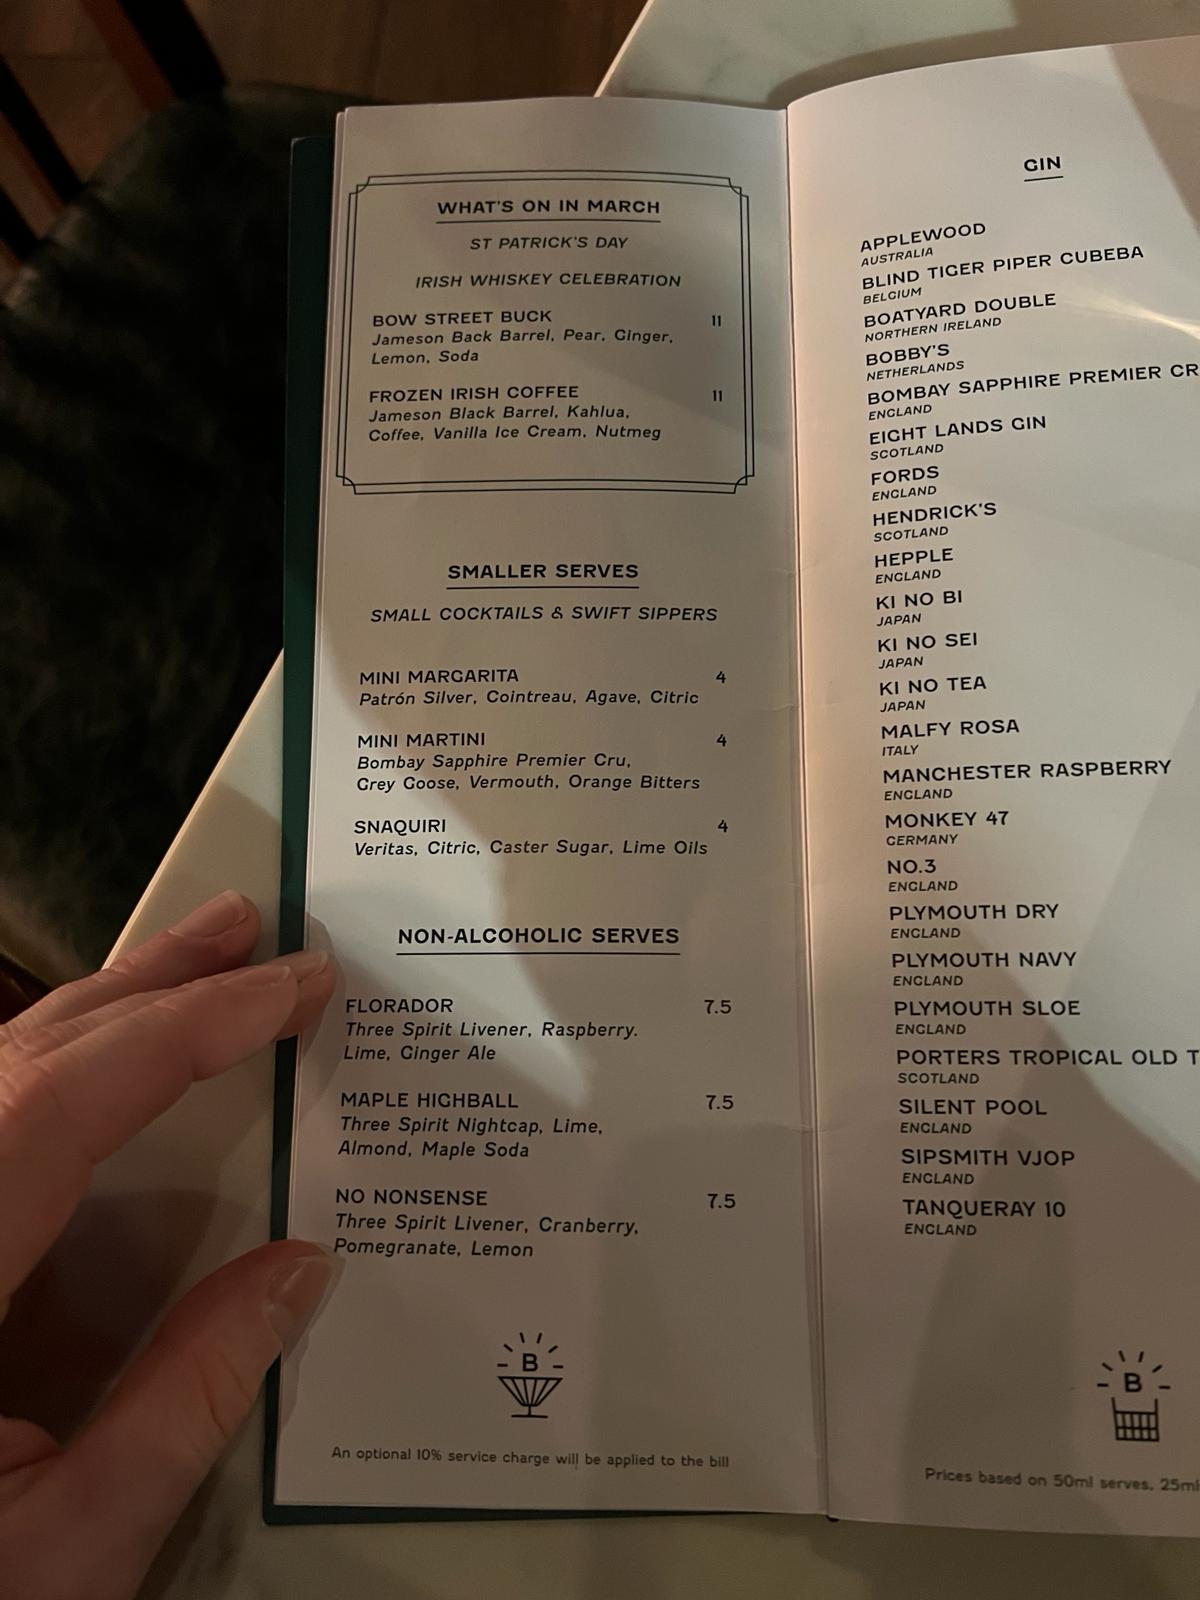 WHAT'S ON IN MARCH
ST PATRICK'S DAY
IRISH WHISKEY CELEBRATION
BOW STREET BUCK 11
Jameson Back Barrel, Pear, Ginger,
Lemon, Soda
FROZEN IRISH COFFEE 11
Jameson Black Barrel, Kahlua,
Coffee, Vanilla Ice Cream, Nutmeg
SMALLER SERVES
SMALL COCKTAILS & SWIFT SIPPERS
MINI MARGARITA 4
Patrón Silver, Cointreau, Agave, Citric
MINI MARTINI 4
Bombay Sapphire Premier Cru,
Grey Goose, Vermouth, Orange Bitters
SNAQUIRI 4
Veritas, Citric, Caster Sugar, Lime Oils
NON-ALCOHOLIC SERVES
FLORADOR 7.5
Three Spirit Livener, Raspberry.
Lime, Ginger Ale
MAPLE HIGHBALL 7.5
Three Spirit Nightcap, Lime,
Almond, Maple Soda
NO NONSENSE 7.5
Three Spirit Livener, Cranberry,
Pomegranate, Lemon
B
An optional 10% service charge will be applied to the bill
GIN
APPLEWOOD
AUSTRALIA
BLIND TIGER PIPER CUBEBA
BELGIUM
BOATYARD DOUBLE
NORTHERN IRELAND
BOBBY'S
NETHERLANDS
BOMBAY SAPPHIRE PREMIER CR
ENGLAND
EIGHT LANDS GIN
SCOTLAND
FORDS
ENGLAND
HENDRICK'S
SCOTLAND
HEPPLE
ENGLAND
KI NO BI
JAPAN
KI NO SEI
JAPAN
KI NO TEA
JAPAN
MALFY ROSA
ITALY
MANCHESTER RASPBERRY
ENGLAND
MONKEY 47
GERMANY
NO.3
ENGLAND
PLYMOUTH DRY
ENGLAND
PLYMOUTH NAVY
ENGLAND
PLYMOUTH SLOE
ENGLAND
PORTERS TROPICAL OLD T
SCOTLAND
SILENT POOL
ENGLAND
SIPSMITH VJOP
ENGLAND
TANQUERAY 10
ENGLAND
B
Prices based on 50ml serves, 25ml